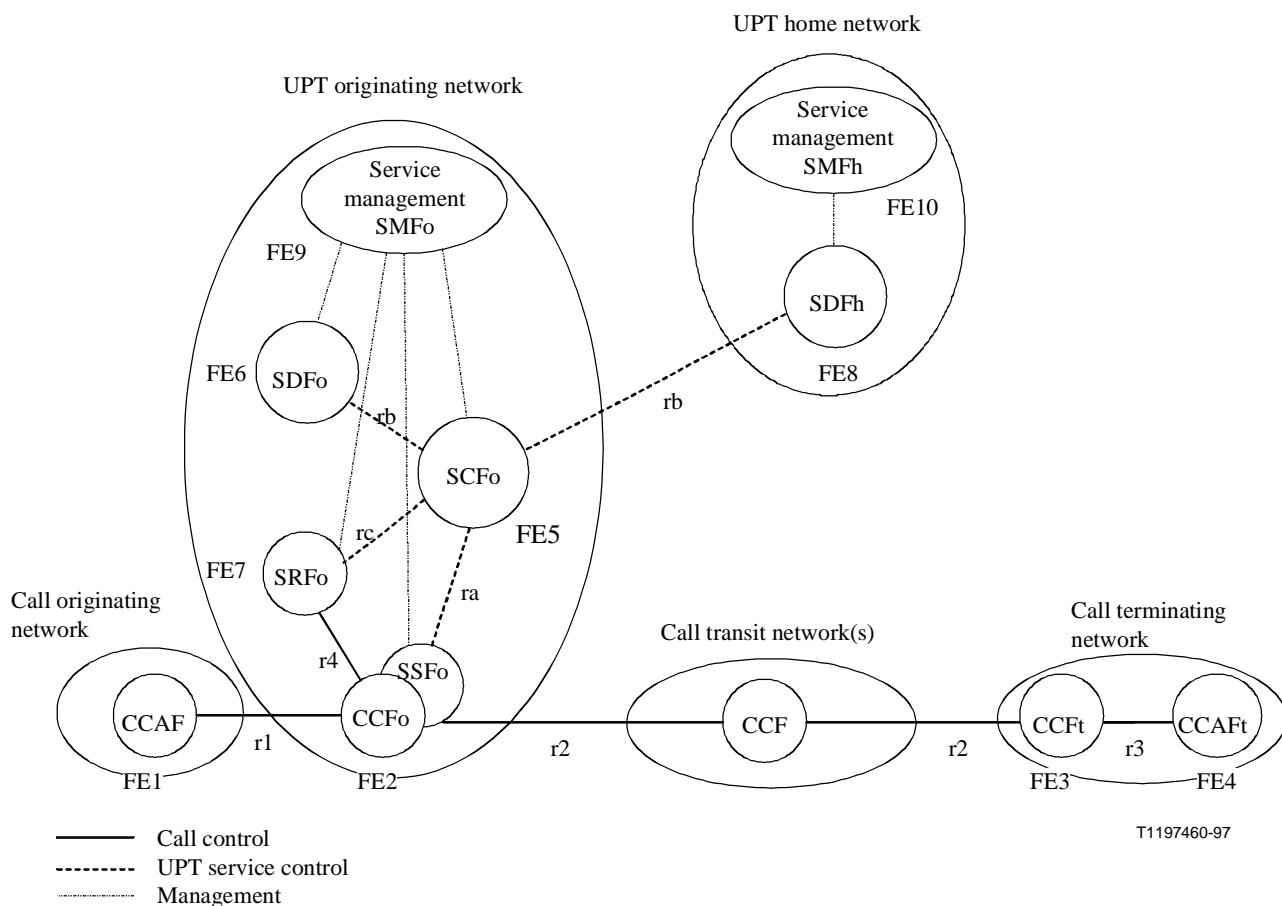 UPT home network
UPT originating network
Service
management
SMFh
FE10
Service
management
SMFo
FE9
SDFh
FE8
FE6
SDFo
rb
rb
SCFo
FE5
rc
FE7
SRFo
ra
Call originating
network
r4
SSFo
Call transit network(s)
Call terminating
network
CCAF
r1
CCFo
r2
CCF
r2
CCFt
r3
CCAFt
FE1
FE2
FE3
FE4
T1197460-97
Call control
UPT service control
Management